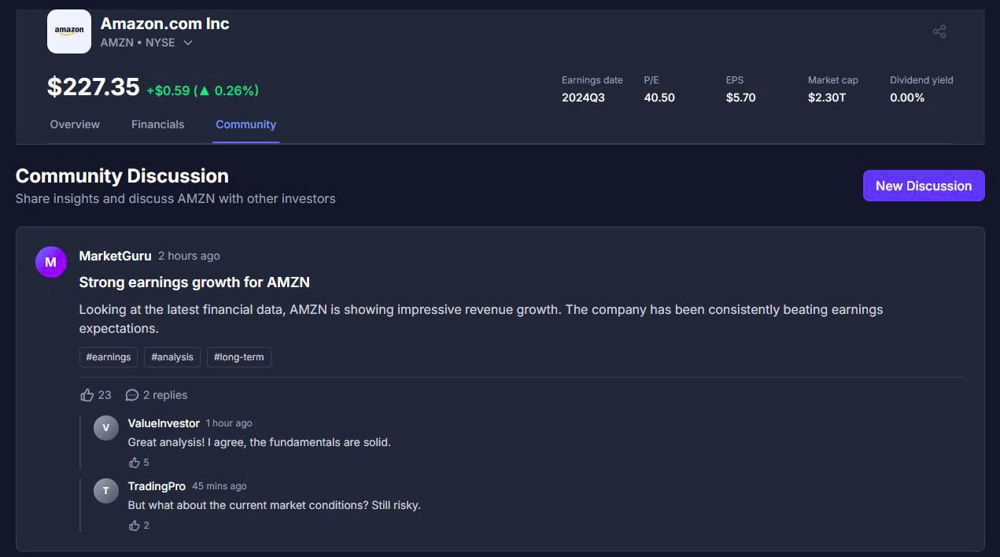 amazon
Amazon.com Inc
AMZN • NYSE
$227.35 +$0.59 (▲ 0.26%)
Earnings date P/E EPS Market cap Dividend yield
2024Q3 40.50 $5.70 $2.30T 0.00%
Overview Financials Community
Community Discussion
Share insights and discuss AMZN with other investors
New Discussion
M
MarketGuru 2 hours ago
Strong earnings growth for AMZN
Looking at the latest financial data, AMZN is showing impressive revenue growth. The company has been consistently beating earnings
expectations.
#earnings #analysis #long-term
23 2 replies
V
ValueInvestor 1 hour ago
Great analysis! I agree, the fundamentals are solid.
5
T
TradingPro 45 mins ago
But what about the current market conditions? Still risky.
2